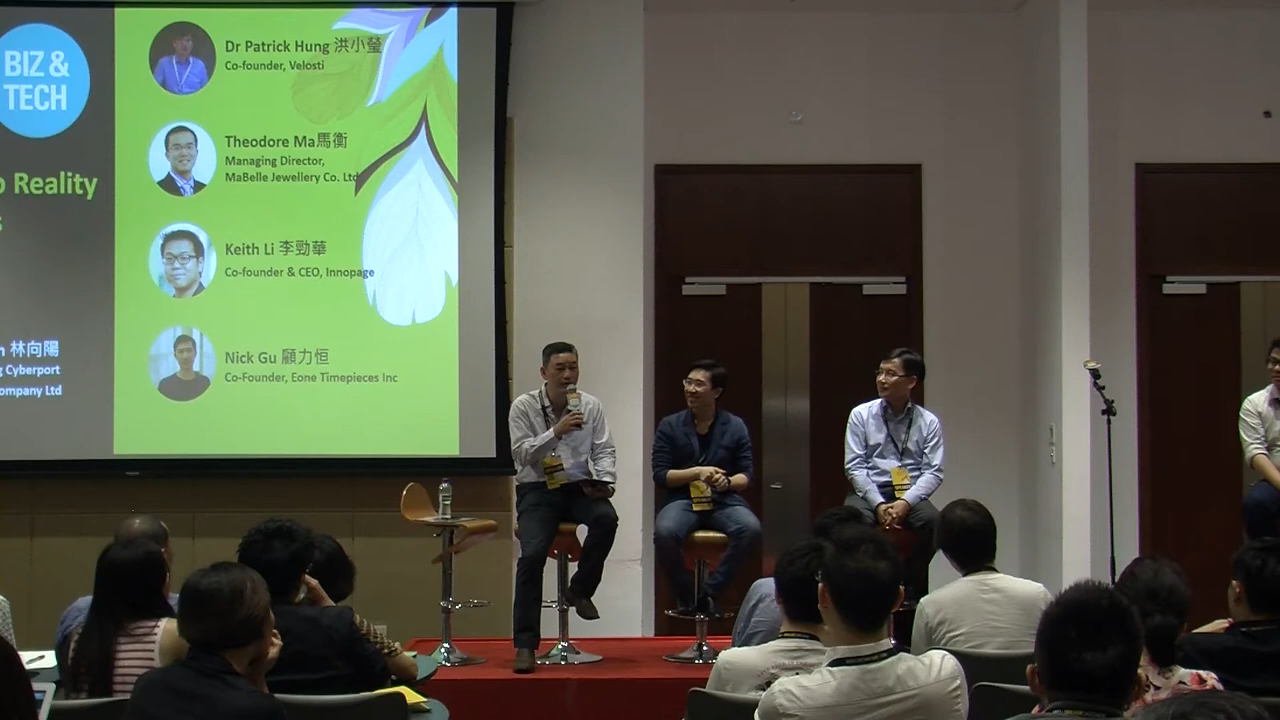 BIZ &
TECH
o Reality
s
n 林向陽
g Cyberport
ompany Ltd
Dr Patrick Hung 洪小瑩
Co-founder, Velosti
Theodore Ma馬衡
Managing Director,
MaBelle Jewellery Co. Ltd
Keith Li 李勁華
Co-founder & CEO, Innopage
Nick Gu 顧力恒
Co-Founder, Eone Timepieces Inc